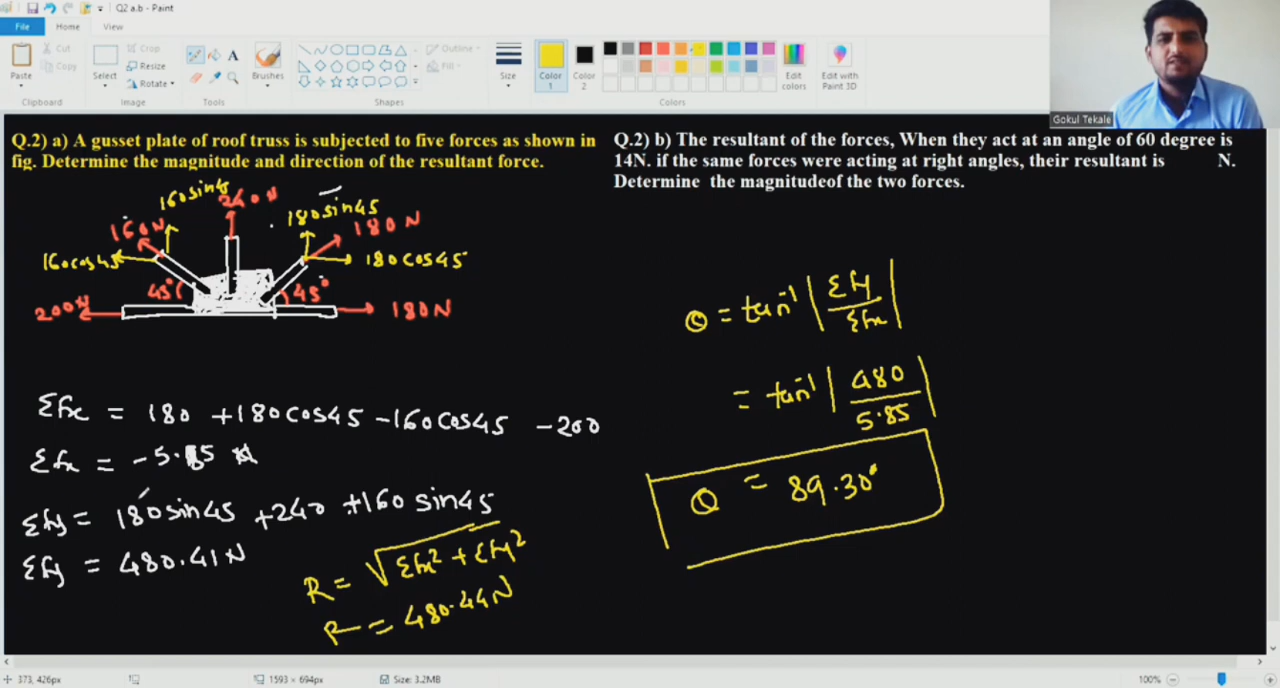 Q2 a.b - Paint
File Home View
Paste
Cut
Copy
Clipboard
Select
Crop
Resize
Rotate
Image
A
Tools
Brushes
Shapes
Outline
Fill
Size
Color 1
Color 2
Edit colors
Colors
Edit with Paint 3D
Gokul Tekale
Q.2) a) A gusset plate of roof truss is subjected to five forces as shown in
fig. Determine the magnitude and direction of the resultant force.
Q.2) b) The resultant of the forces, When they act at an angle of 60 degree is
14N. if the same forces were acting at right angles, their resultant is N.
Determine the magnitudeof the two forces.
160sin45
240N
180sin45
160N
180N
160cos45
180cos45
45°
45°
200N
180N
Σfx = 180 +180cos45 -160cos45 -200
Σfx = -5.85 N
Σfy = 180sin45 +240 +160 sin45
Σfy = 480.41N
R = √Σfx² + Σfy²
R = 480.44N
θ = tan⁻¹ |Σfy/Σfx|
= tan⁻¹ |480/5.85|
θ = 89.30°
373, 426px
1593 × 694px
Size: 3.2MB
100%